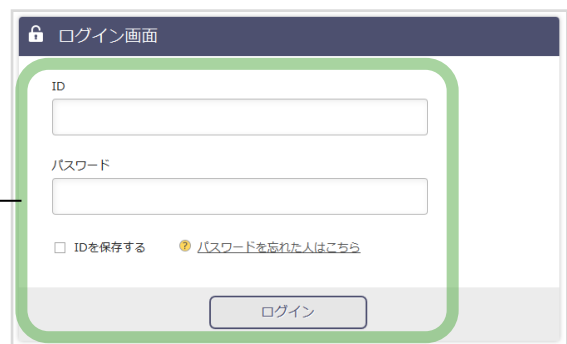 ログイン画面
ID
パスワード
IDを保存する
? パスワードを忘れた人はこちら
ログイン